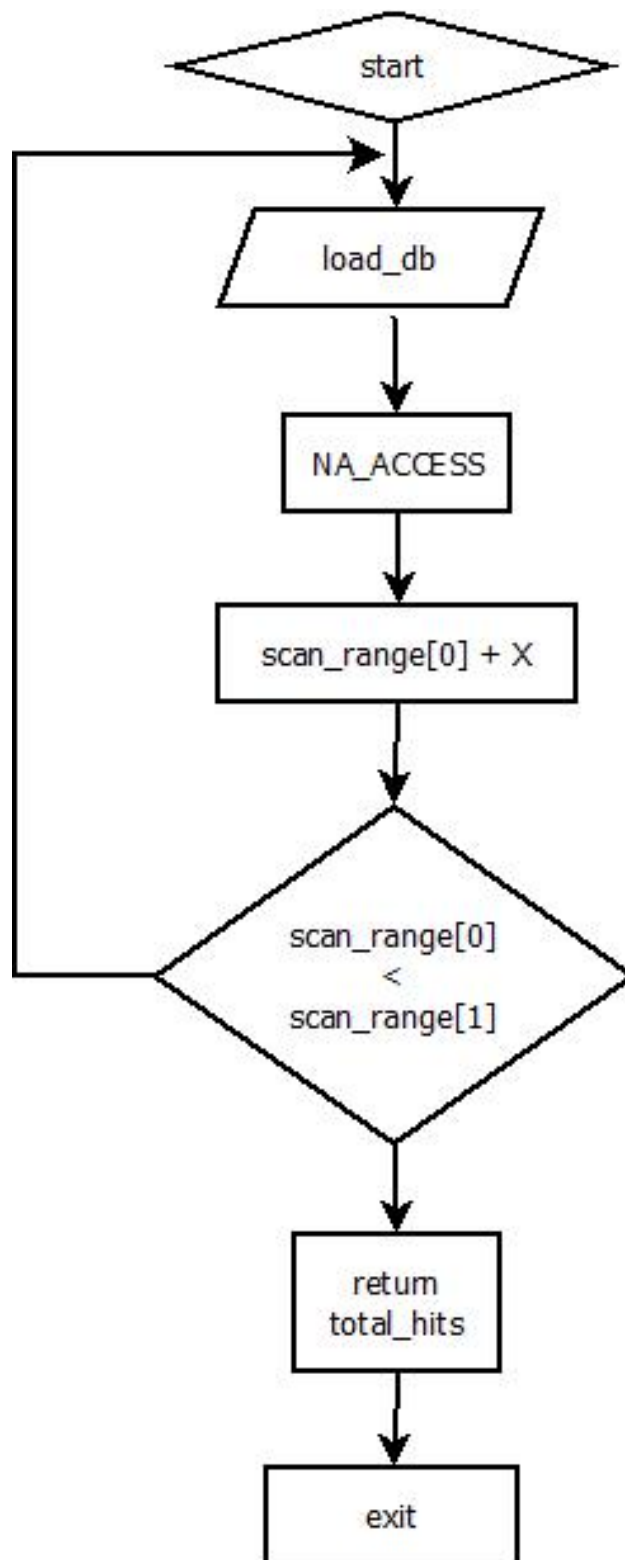 start
load_db
NA_ACCESS
scan_range[0] + X
scan_range[0]
<
scan_range[1]
return
total_hits
exit